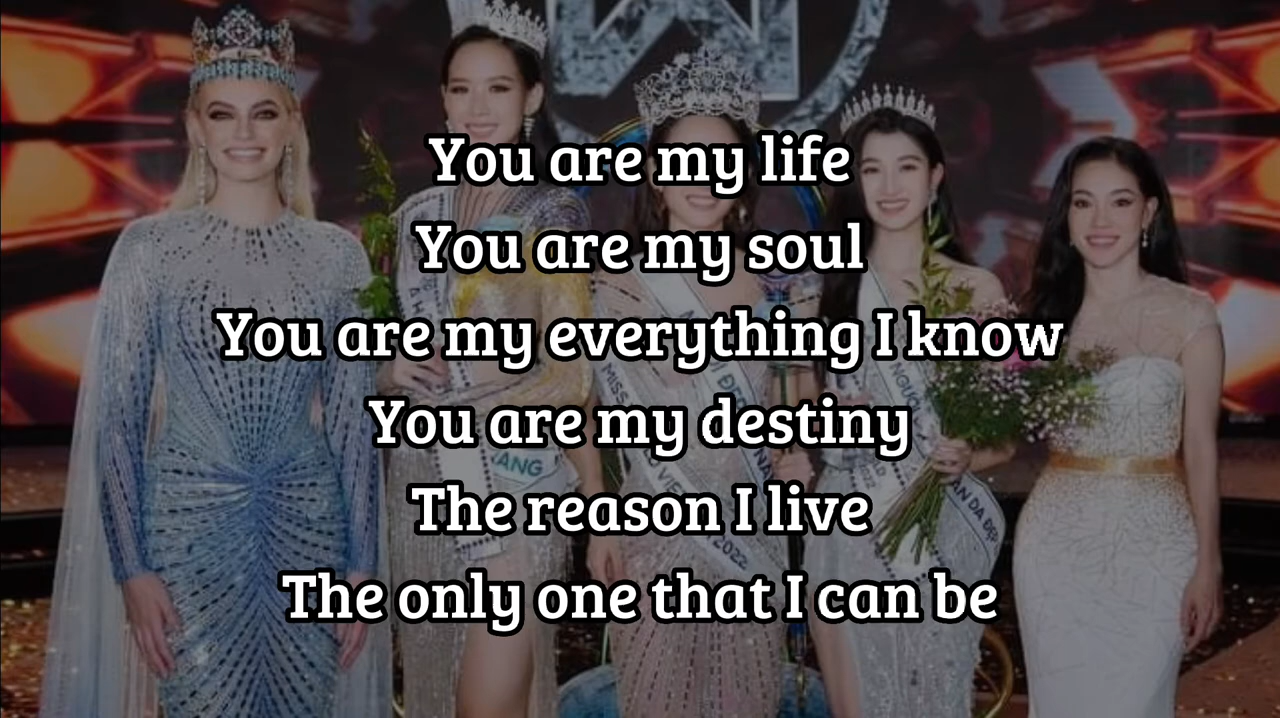 You are my life
You are my soul
You are my everything I know
You are my destiny
The reason I live
The only one that I can be